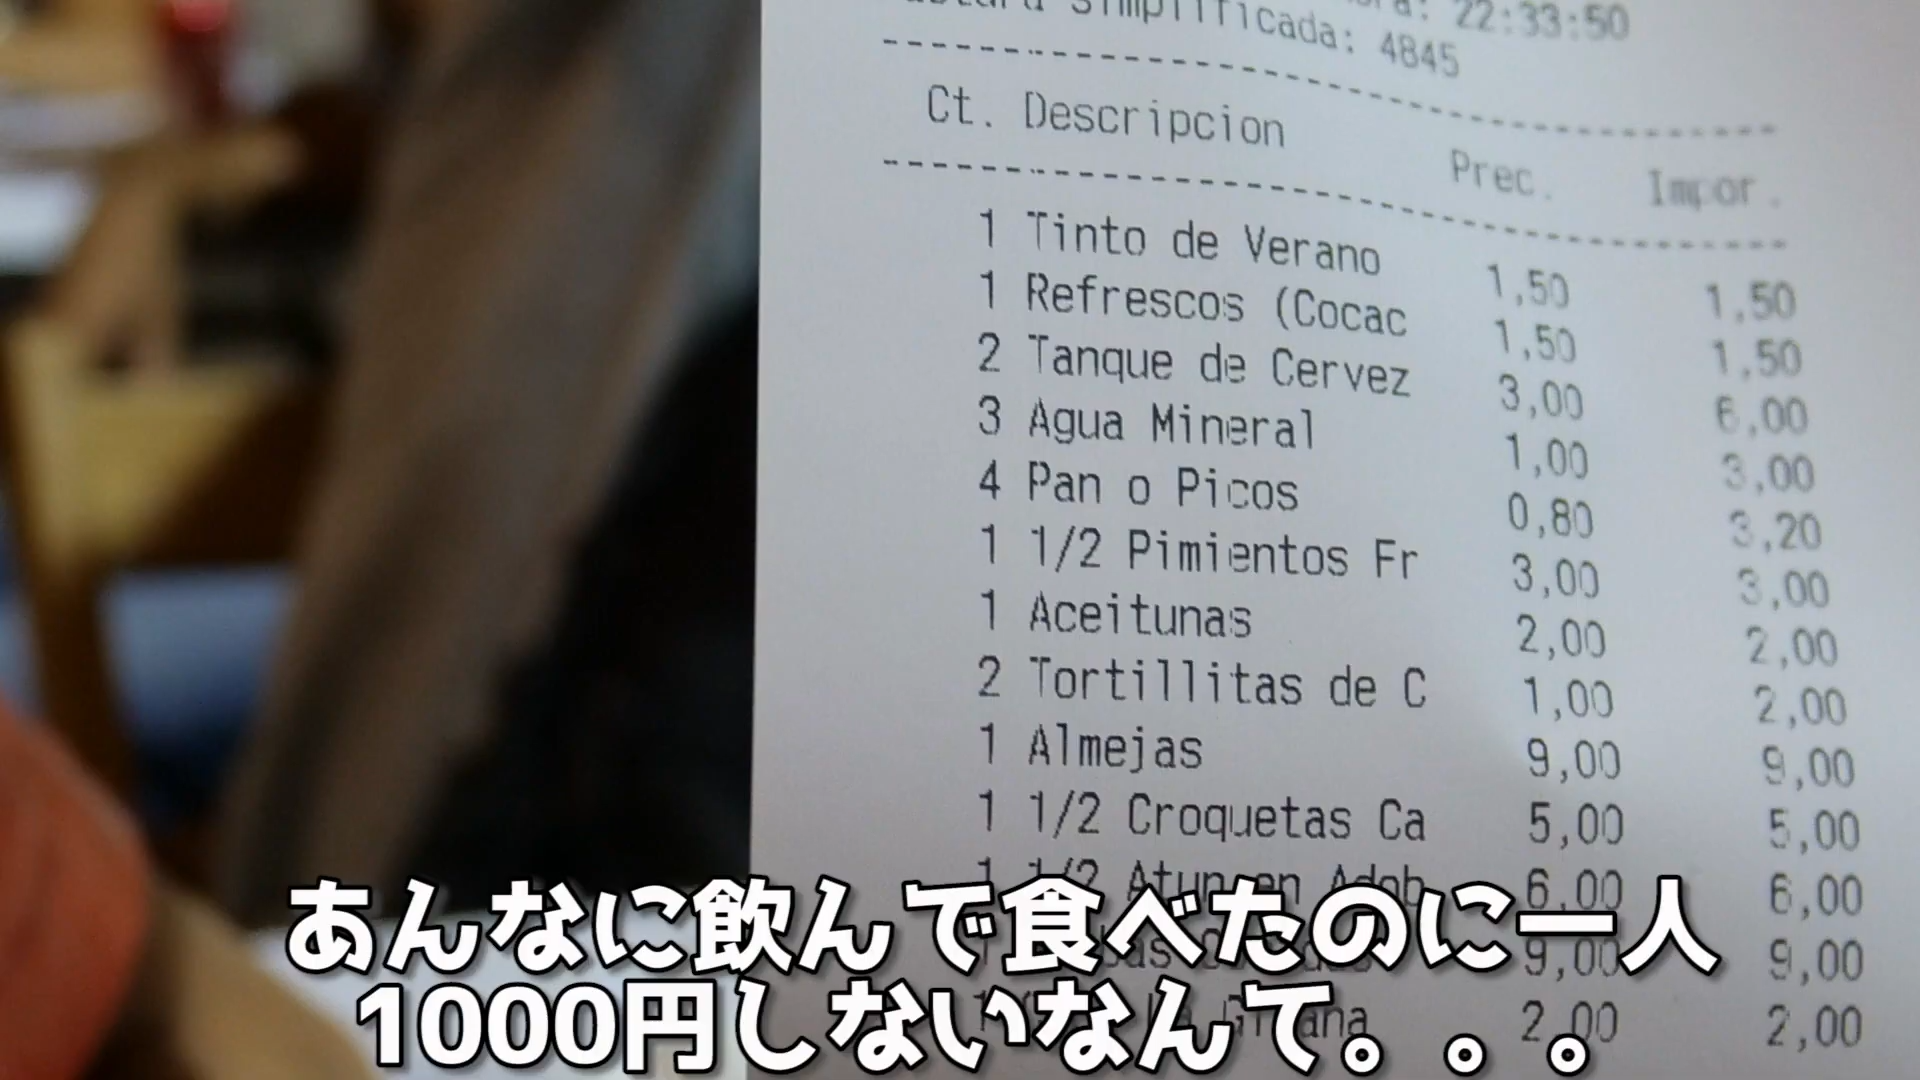 22:33:50
Simplificada: 4845
Ct. Descripcion Prec. Impor.
1 Tinto de Verano 1,50 1,50
1 Refrescos (Cocac 1,50 1,50
2 Tanque de Cervez 3,00 6,00
3 Agua Mineral 1,00 3,00
4 Pan o Picos 0,80 3,20
1 1/2 Pimientos Fr 3,00 3,00
1 Aceitunas 2,00 2,00
2 Tortillitas de C 1,00 2,00
1 Almejas 9,00 9,00
1 1/2 Croquetas Ca 5,00 5,00
1 1/2 Atun en Adob 6,00 6,00
9,00 9,00
2,00 2,00
あんなに飲んで食べたのに一人
1000円しないなんて。。。